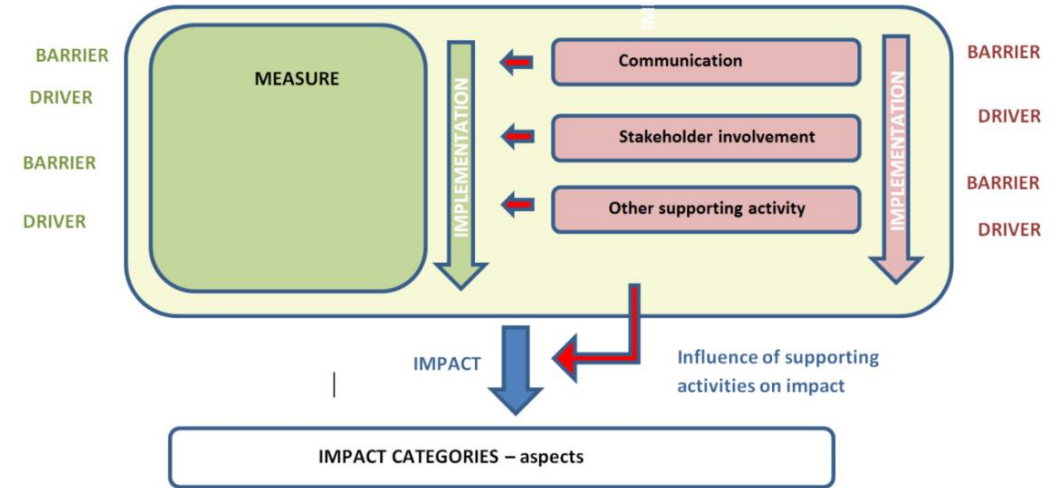 BARRIER
DRIVER
BARRIER
DRIVER
MEASURE
IMPLEMENTATION
Communication
Stakeholder involvement
Other supporting activity
IMPLEMENTATION
BARRIER
DRIVER
BARRIER
DRIVER
IMPACT
Influence of supporting
activities on impact
IMPACT CATEGORIES – aspects